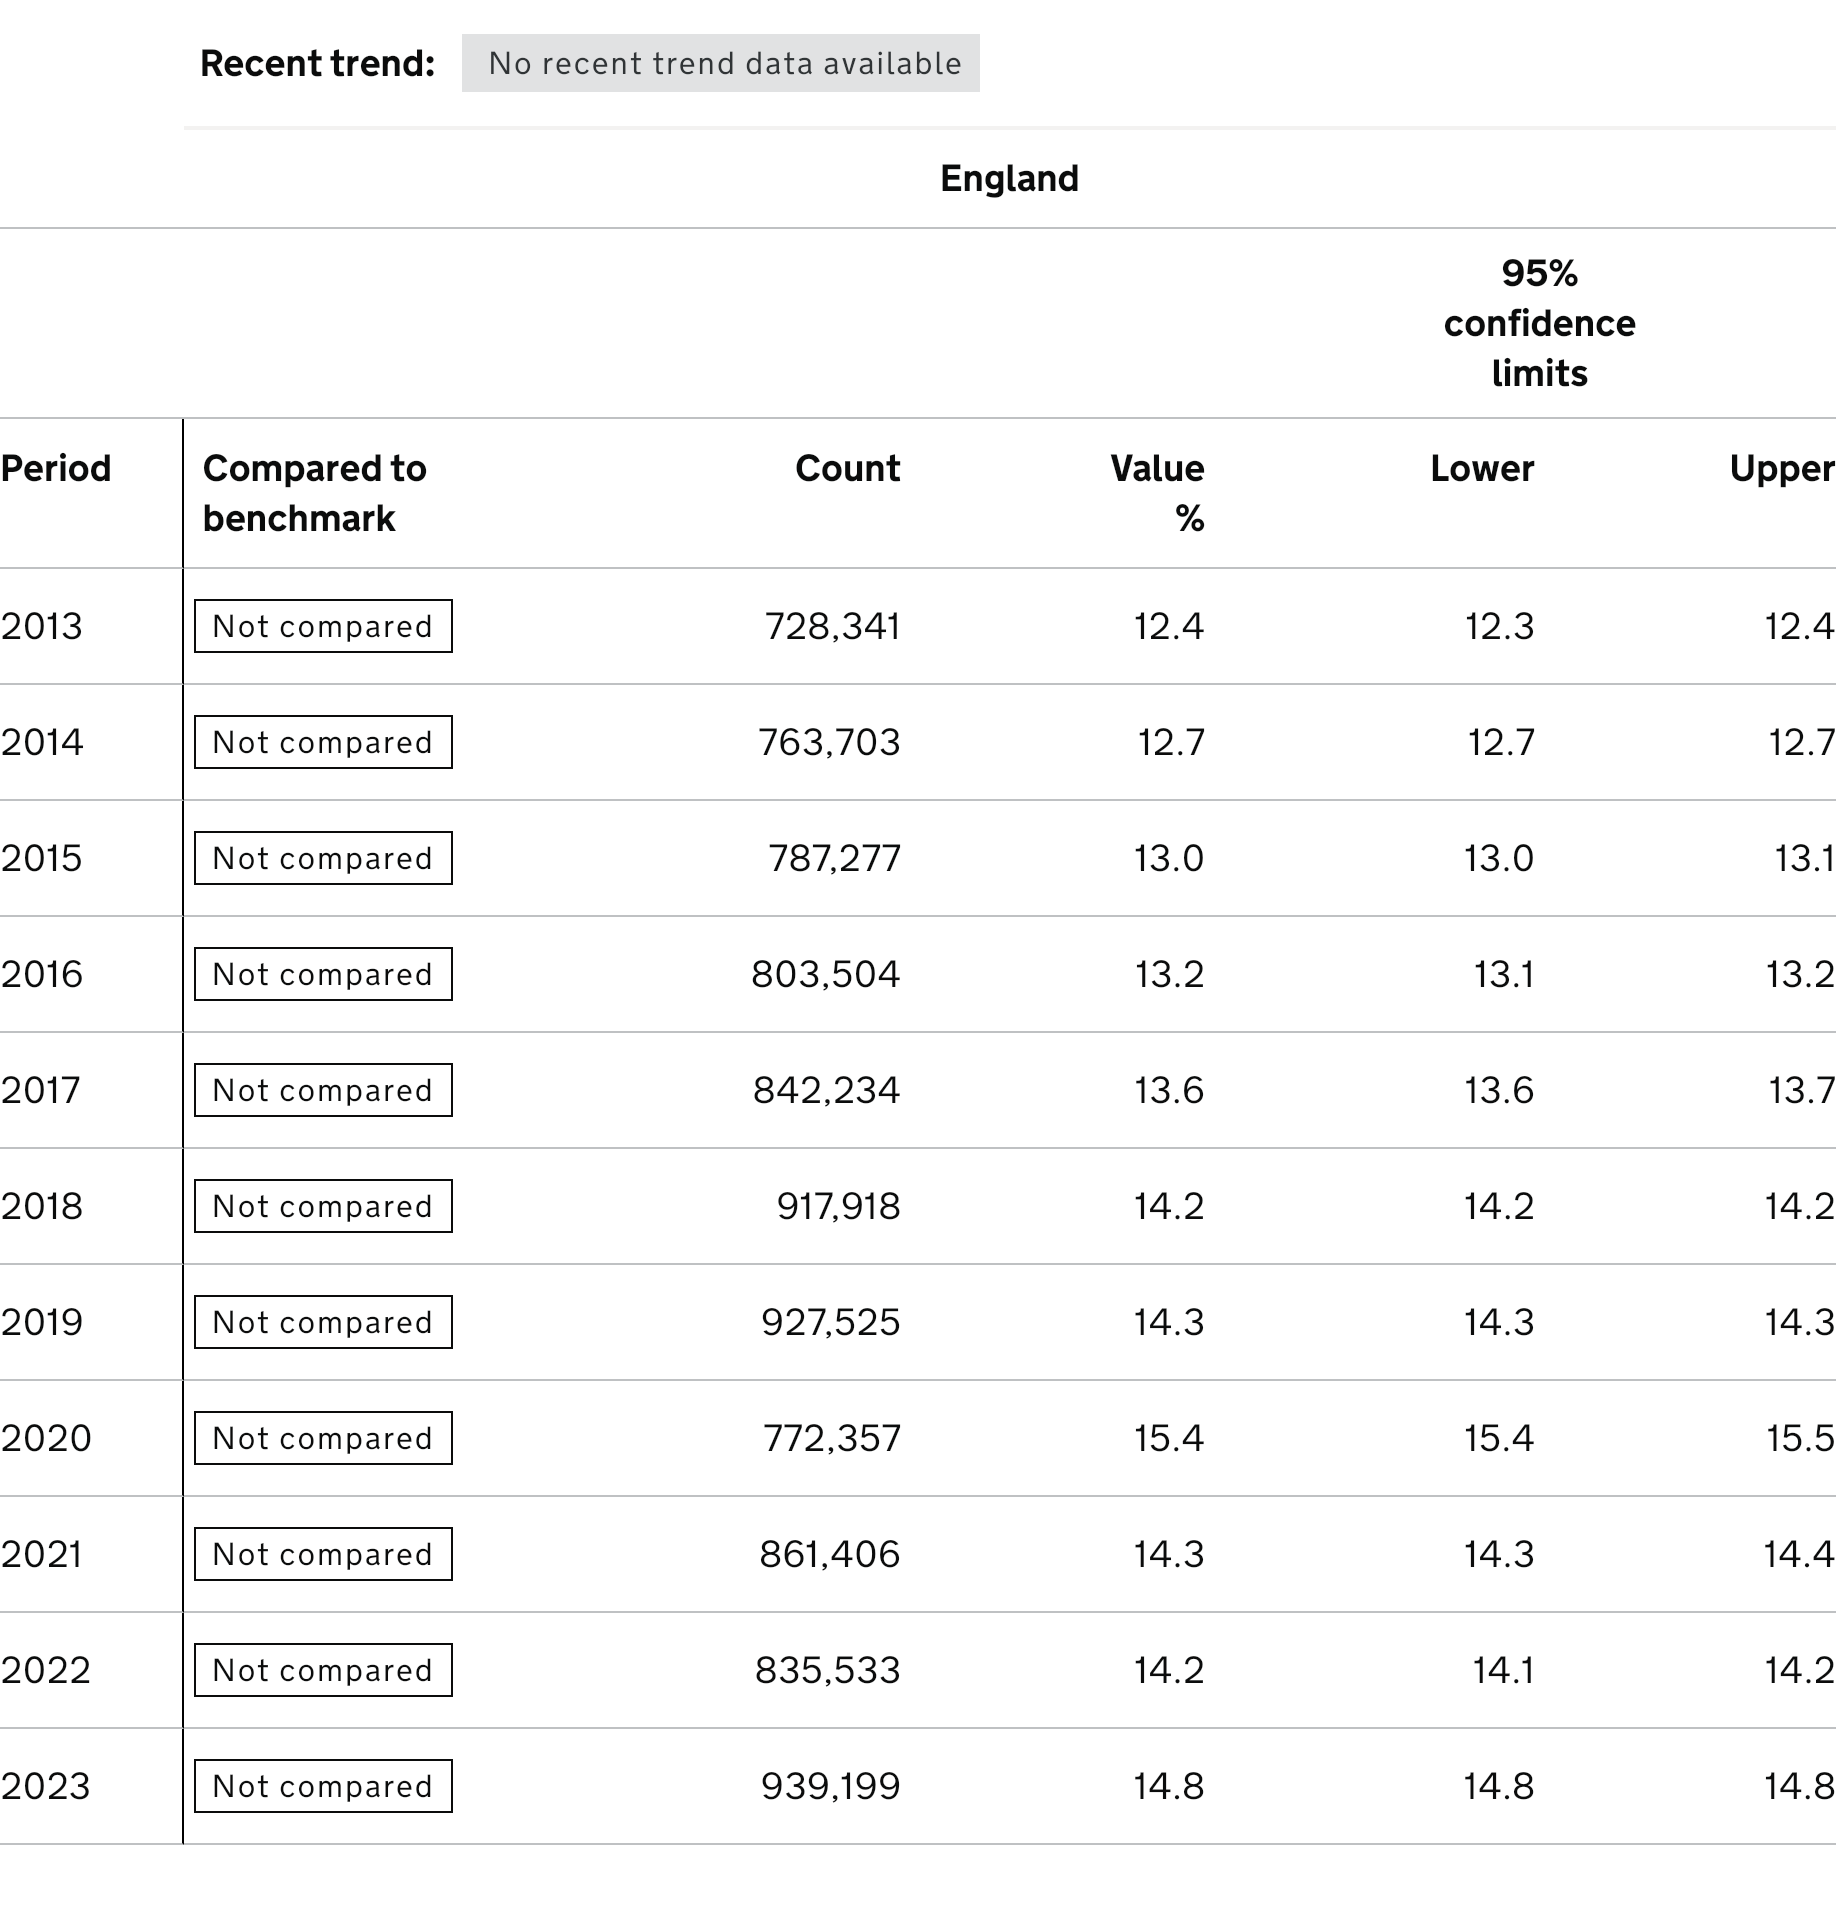 Recent trend: No recent trend data available
England
95%
confidence
limits
Period Compared to Count Value Lower Upper
benchmark %
2013 Not compared 728,341 12.4 12.3 12.4
2014 Not compared 763,703 12.7 12.7 12.7
2015 Not compared 787,277 13.0 13.0 13.1
2016 Not compared 803,504 13.2 13.1 13.2
2017 Not compared 842,234 13.6 13.6 13.7
2018 Not compared 917,918 14.2 14.2 14.2
2019 Not compared 927,525 14.3 14.3 14.3
2020 Not compared 772,357 15.4 15.4 15.5
2021 Not compared 861,406 14.3 14.3 14.4
2022 Not compared 835,533 14.2 14.1 14.2
2023 Not compared 939,199 14.8 14.8 14.8